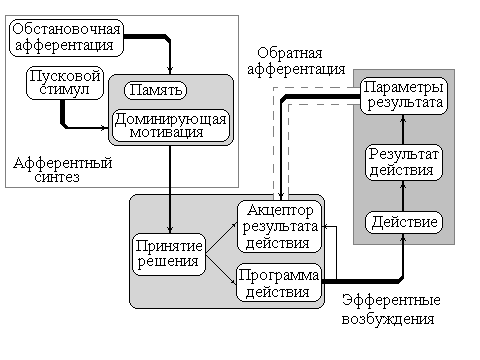 Обстановочная
афферентация
Пусковой
стимул
Память
Доминирующая
мотивация
Афферентный
синтез
Обратная
афферентация
Параметры
результата
Результат
действия
Действие
Акцептор
результата
действия
Принятие
решения
Программа
действия
Эфферентные
возбуждения